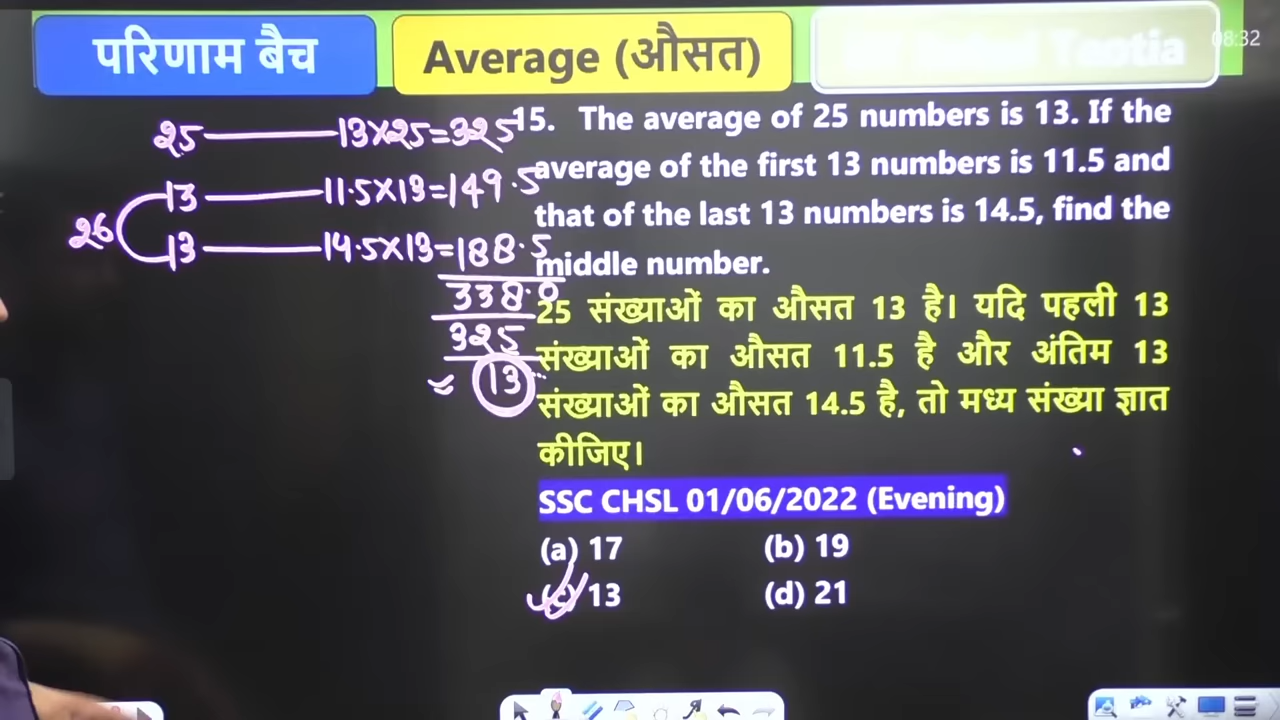 परिणाम बैच
Average (औसत)
08:32
25 — 13×25=325
13 — 11.5×13=149.5
26
13 — 14.5×13=188.5
338.0
325
= 13
15. The average of 25 numbers is 13. If the
average of the first 13 numbers is 11.5 and
that of the last 13 numbers is 14.5, find the
middle number.
25 संख्याओं का औसत 13 है। यदि पहली 13
संख्याओं का औसत 11.5 है और अंतिम 13
संख्याओं का औसत 14.5 है, तो मध्य संख्या ज्ञात
कीजिए।
SSC CHSL 01/06/2022 (Evening)
(a) 17
(b) 19
(c) 13
(d) 21